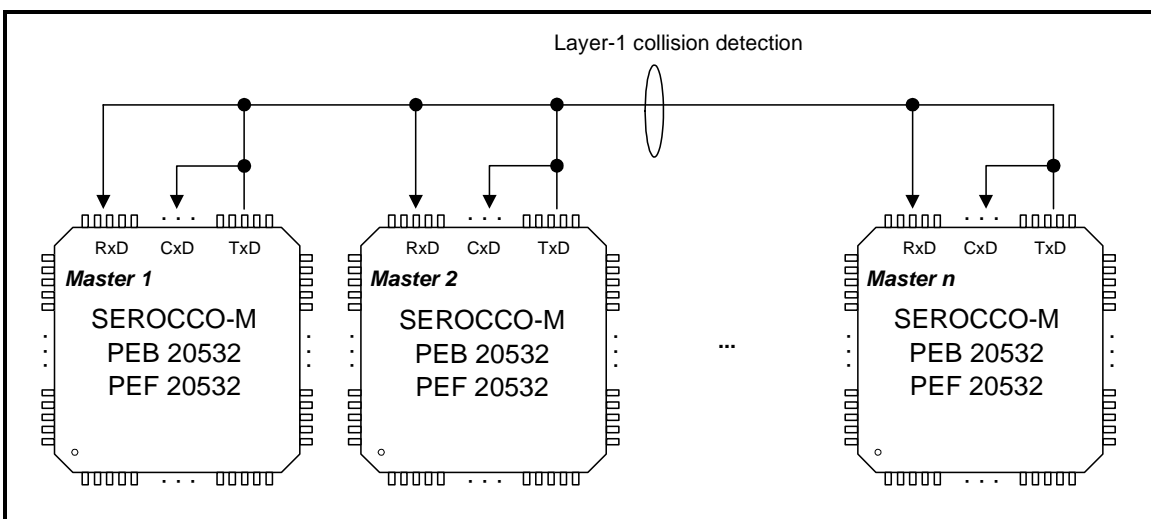 Layer-1 collision detection
RxD CxD TxD
Master 1
SEROCCO-M
PEB 20532
PEF 20532
RxD CxD TxD
Master 2
SEROCCO-M
PEB 20532
PEF 20532
...
RxD CxD TxD
Master n
SEROCCO-M
PEB 20532
PEF 20532